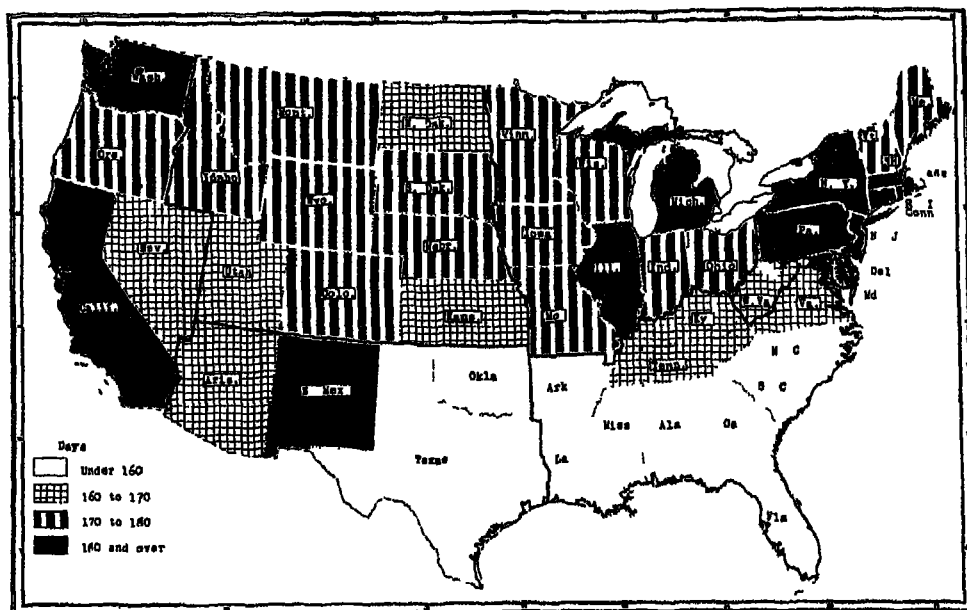 Wash.
Mont.
N. Dak.
Minn.
Me.
Vt
NH
Ore
Idaho
Wis.
S. Dak.
N. Y.
Mass
R I
Conn
Wyo.
Mich.
Nev.
Nebr.
Iowa
Pa.
N J
Utah
Ill.
Ind.
Ohio
Del
Calif.
Colo.
Kans.
Mo
W. Va.
Va.
Md
Ky
Ariz.
N Mex
Tenn.
N C
Okla
Ark
S C
Miss
Ala
Ga
Texas
La
Fla
Days
Under 160
160 to 170
170 to 180
180 and over